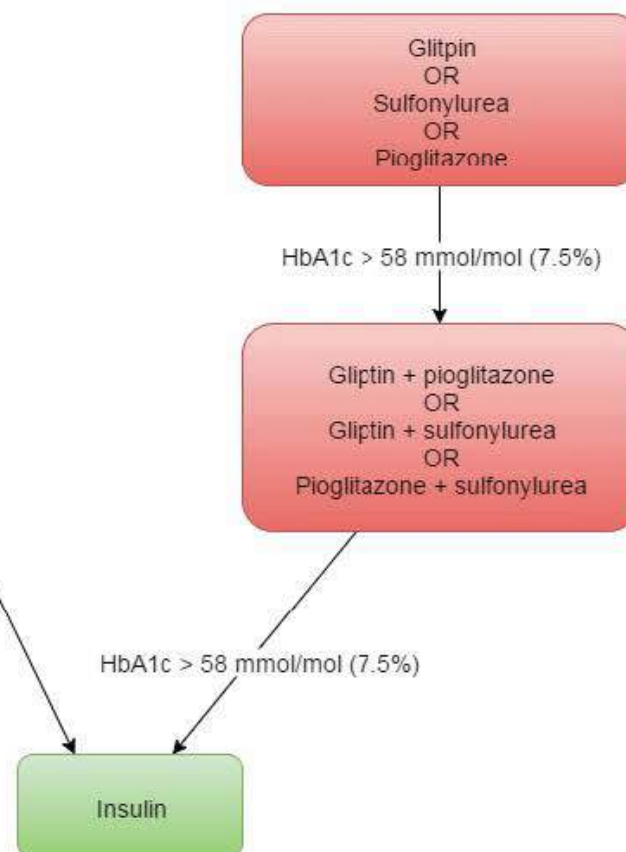 Glitpin
OR
Sulfonylurea
OR
Pioglitazone
HbA1c > 58 mmol/mol (7.5%)
Gliptin + pioglitazone
OR
Gliptin + sulfonylurea
OR
Pioglitazone + sulfonylurea
HbA1c > 58 mmol/mol (7.5%)
Insulin